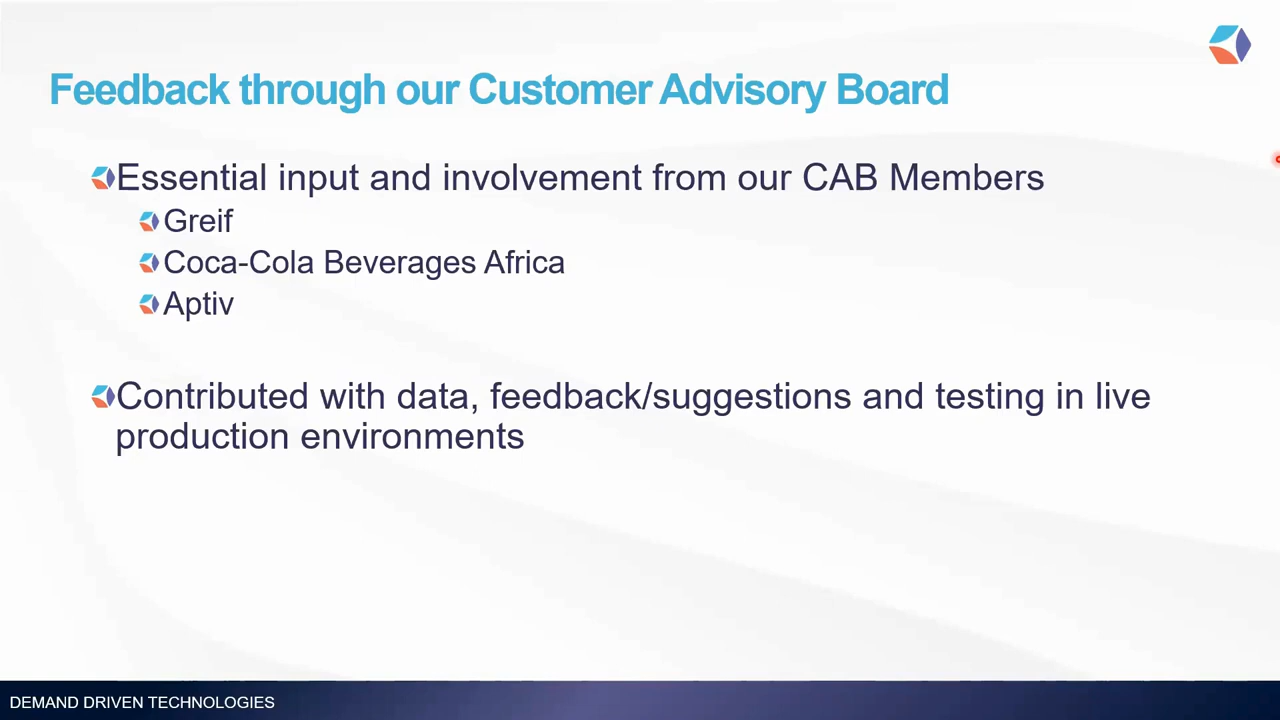 Feedback through our Customer Advisory Board
Essential input and involvement from our CAB Members
Greif
Coca-Cola Beverages Africa
Aptiv
Contributed with data, feedback/suggestions and testing in live
production environments
DEMAND DRIVEN TECHNOLOGIES